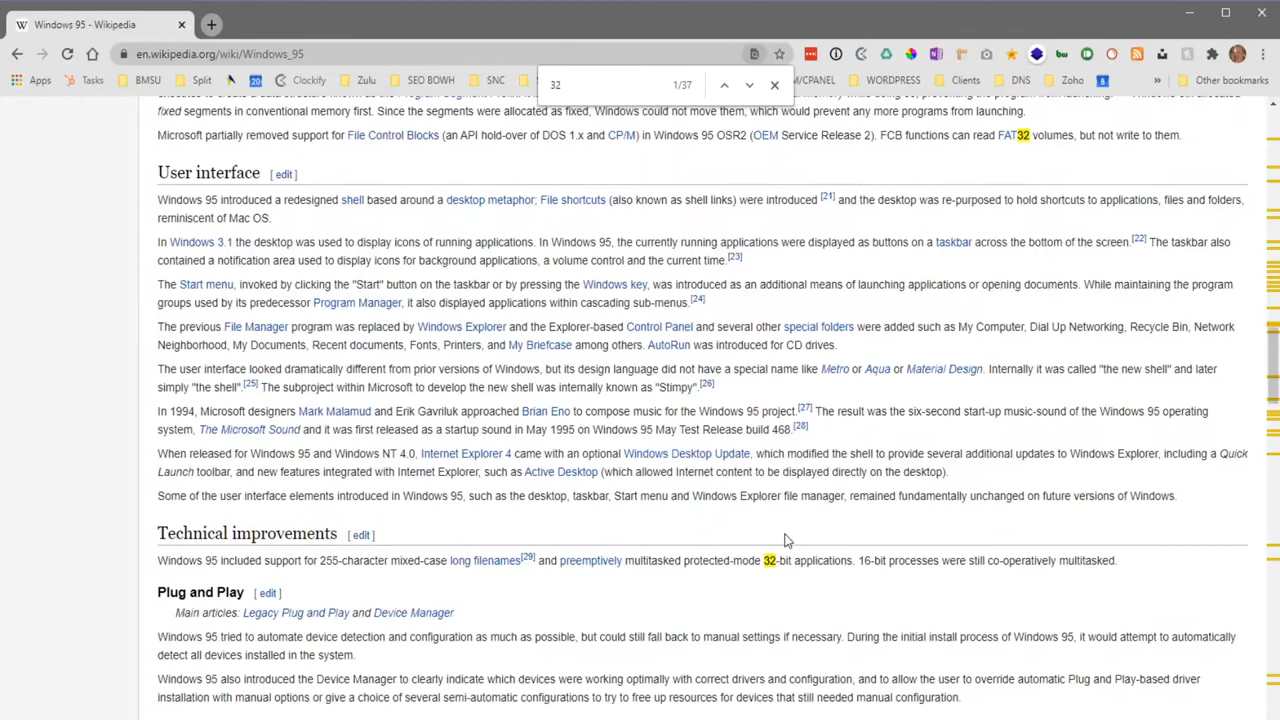 Windows 95 - Wikipedia
en.wikipedia.org/wiki/Windows_95
Apps Tasks BMSU Split 20 Clockify Zulu SEO BOWH SNC /CPANEL WORDPRESS Clients DNS Zoho Other bookmarks
32 1/37
fixed segments in conventional memory first. Since the segments were allocated as fixed, Windows could not move them, which would prevent any more programs from launching.
Microsoft partially removed support for File Control Blocks (an API hold-over of DOS 1.x and CP/M) in Windows 95 OSR2 (OEM Service Release 2). FCB functions can read FAT32 volumes, but not write to them.
User interface [ edit ]
Windows 95 introduced a redesigned shell based around a desktop metaphor; File shortcuts (also known as shell links) were introduced [21] and the desktop was re-purposed to hold shortcuts to applications, files and folders,
reminiscent of Mac OS.
In Windows 3.1 the desktop was used to display icons of running applications. In Windows 95, the currently running applications were displayed as buttons on a taskbar across the bottom of the screen.[22] The taskbar also
contained a notification area used to display icons for background applications, a volume control and the current time.[23]
The Start menu, invoked by clicking the "Start" button on the taskbar or by pressing the Windows key, was introduced as an additional means of launching applications or opening documents. While maintaining the program
groups used by its predecessor Program Manager, it also displayed applications within cascading sub-menus.[24]
The previous File Manager program was replaced by Windows Explorer and the Explorer-based Control Panel and several other special folders were added such as My Computer, Dial Up Networking, Recycle Bin, Network
Neighborhood, My Documents, Recent documents, Fonts, Printers, and My Briefcase among others. AutoRun was introduced for CD drives.
The user interface looked dramatically different from prior versions of Windows, but its design language did not have a special name like Metro or Aqua or Material Design. Internally it was called "the new shell" and later
simply "the shell".[25] The subproject within Microsoft to develop the new shell was internally known as "Stimpy".[26]
In 1994, Microsoft designers Mark Malamud and Erik Gavriluk approached Brian Eno to compose music for the Windows 95 project.[27] The result was the six-second start-up music-sound of the Windows 95 operating
system, The Microsoft Sound and it was first released as a startup sound in May 1995 on Windows 95 May Test Release build 468.[28]
When released for Windows 95 and Windows NT 4.0, Internet Explorer 4 came with an optional Windows Desktop Update, which modified the shell to provide several additional updates to Windows Explorer, including a Quick
Launch toolbar, and new features integrated with Internet Explorer, such as Active Desktop (which allowed Internet content to be displayed directly on the desktop).
Some of the user interface elements introduced in Windows 95, such as the desktop, taskbar, Start menu and Windows Explorer file manager, remained fundamentally unchanged on future versions of Windows.
Technical improvements [ edit ]
Windows 95 included support for 255-character mixed-case long filenames[29] and preemptively multitasked protected-mode 32-bit applications. 16-bit processes were still co-operatively multitasked.
Plug and Play [ edit ]
Main articles: Legacy Plug and Play and Device Manager
Windows 95 tried to automate device detection and configuration as much as possible, but could still fall back to manual settings if necessary. During the initial install process of Windows 95, it would attempt to automatically
detect all devices installed in the system.
Windows 95 also introduced the Device Manager to clearly indicate which devices were working optimally with correct drivers and configuration, and to allow the user to override automatic Plug and Play-based driver
installation with manual options or give a choice of several semi-automatic configurations to try to free up resources for devices that still needed manual configuration.